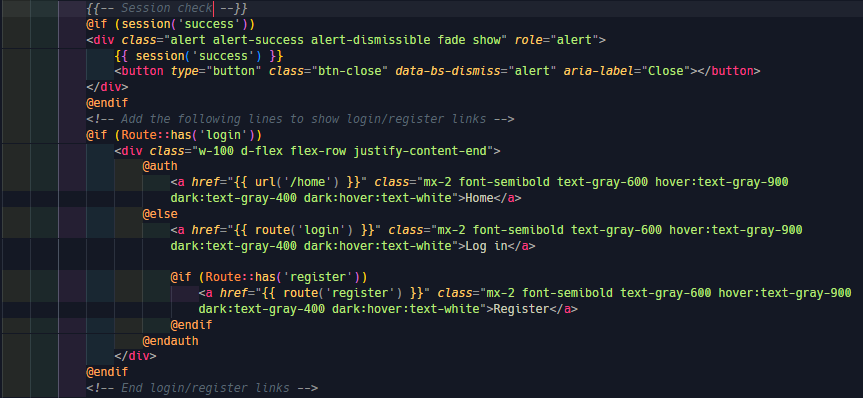 {{-- Session check --}}
@if (session('success'))
<div class="alert alert-success alert-dismissible fade show" role="alert">
{{ session('success') }}
<button type="button" class="btn-close" data-bs-dismiss="alert" aria-label="Close"></button>
</div>
@endif
<!-- Add the following lines to show login/register links -->
@if (Route::has('login'))
<div class="w-100 d-flex flex-row justify-content-end">
@auth
<a href="{{ url('/home') }}" class="mx-2 font-semibold text-gray-600 hover:text-gray-900
dark:text-gray-400 dark:hover:text-white">Home</a>
@else
<a href="{{ route('login') }}" class="mx-2 font-semibold text-gray-600 hover:text-gray-900
dark:text-gray-400 dark:hover:text-white">Log in</a>
@if (Route::has('register'))
<a href="{{ route('register') }}" class="mx-2 font-semibold text-gray-600 hover:text-gray-900
dark:text-gray-400 dark:hover:text-white">Register</a>
@endif
@endauth
</div>
@endif
<!-- End login/register links -->